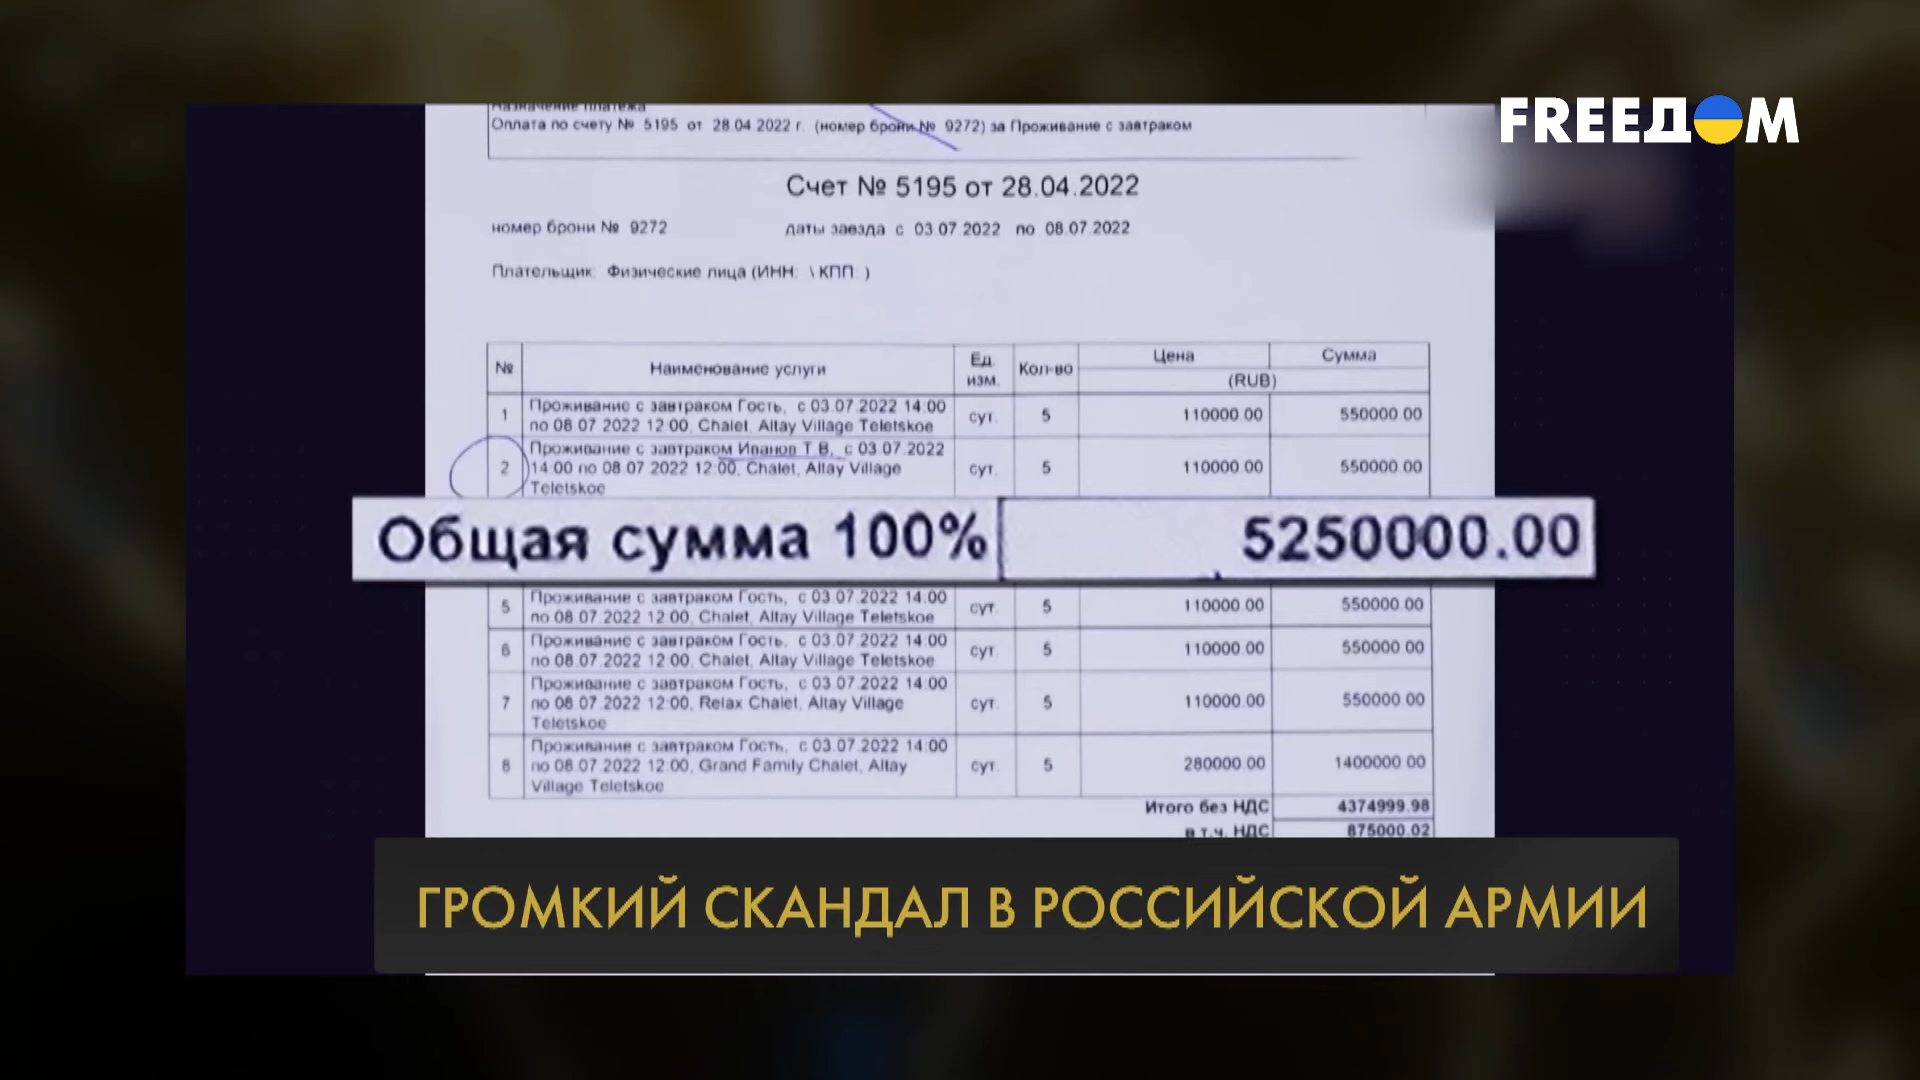 FREEДOM
Назначение платежа
Оплата по счету № 5195 от 28.04.2022 г. (номер брони № 9272) за Проживание с завтраком
Счет № 5195 от 28.04.2022
номер брони № 9272 даты заезда с 03.07.2022 по 08.07.2022
Плательщик: Физические лица (ИНН: \ КПП: )
№ Наименование услуги Ед. изм. Кол-во Цена Сумма
(RUB)
1 Проживание с завтраком Гость, с 03.07.2022 14:00 сут. 5 110000.00 550000.00
по 08.07.2022 12:00, Chalet, Altay Village Teletskoe
2 Проживание с завтраком Иванов Т.В, с 03.07.2022 сут. 5 110000.00 550000.00
14:00 по 08.07.2022 12:00, Chalet, Altay Village
Teletskoe
Общая сумма 100% 5250000.00
5 Проживание с завтраком Гость, с 03.07.2022 14:00 сут. 5 110000.00 550000.00
по 08.07.2022 12:00, Chalet, Altay Village Teletskoe
6 Проживание с завтраком Гость, с 03.07.2022 14:00 сут. 5 110000.00 550000.00
по 08.07.2022 12:00, Chalet, Altay Village Teletskoe
7 Проживание с завтраком Гость, с 03.07.2022 14:00 сут. 5 110000.00 550000.00
по 08.07.2022 12:00, Relax Chalet, Altay Village
Teletskoe
8 Проживание с завтраком Гость, с 03.07.2022 14:00 сут. 5 280000.00 1400000.00
по 08.07.2022 12:00, Grand Family Chalet, Altay
Village Teletskoe
Итого без НДС 4374999.98
в т.ч. НДС 875000.02
ГРОМКИЙ СКАНДАЛ В РОССИЙСКОЙ АРМИИ